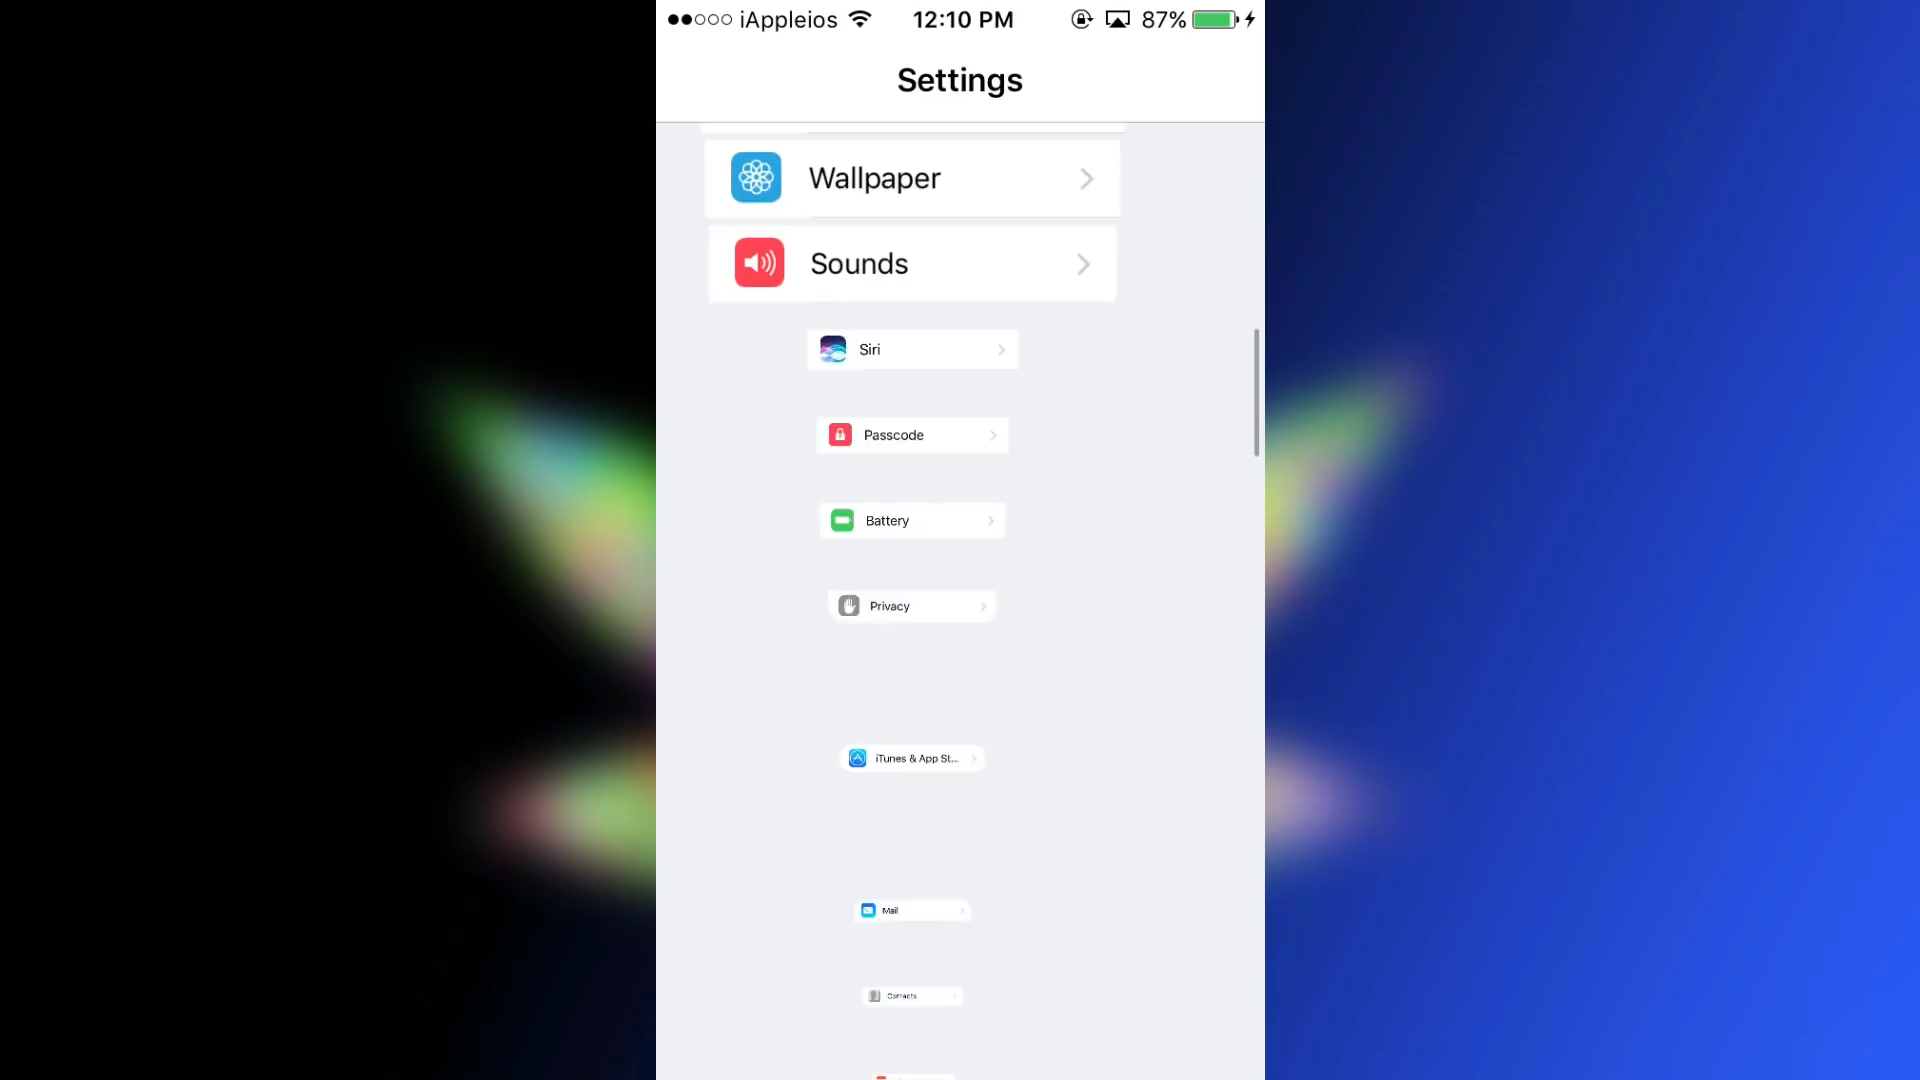 iAppleios 12:10 PM 87%
Settings
Wallpaper
Sounds
Siri
Passcode
Battery
Privacy
iTunes & App St...
Mail
Contacts